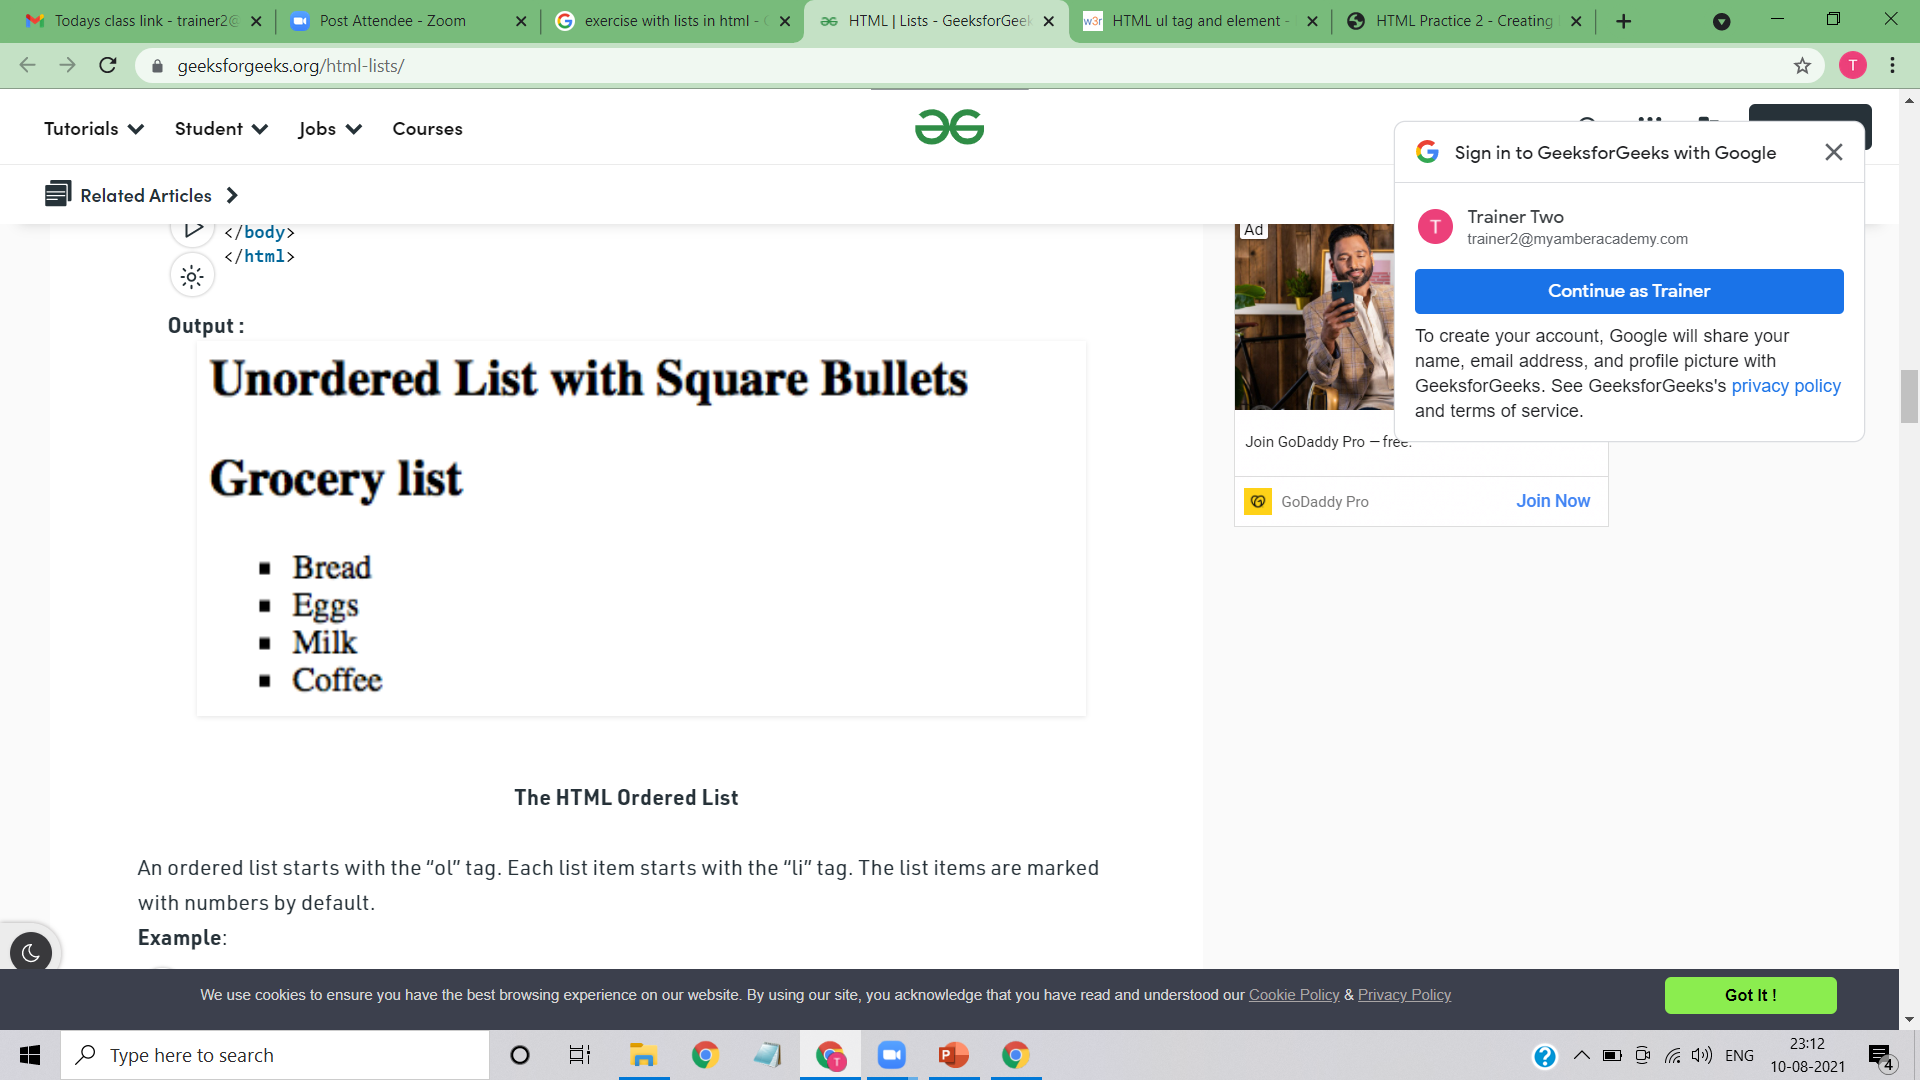 Todays class link - trainer2@
Post Attendee - Zoom
exercise with lists in html -
HTML | Lists - GeeksforGeek
w3r
HTML ul tag and element -
HTML Practice 2 - Creating
geeksforgeeks.org/html-lists/
T
Tutorials
Student
Jobs
Courses
Related Articles
Sign in to GeeksforGeeks with Google
T
Trainer Two
trainer2@myamberacademy.com
Continue as Trainer
To create your account, Google will share your
name, email address, and profile picture with
GeeksforGeeks. See GeeksforGeeks's privacy policy
and terms of service.
</body>
</html>
Output :
Unordered List with Square Bullets
Grocery list
Bread
Eggs
Milk
Coffee
Ad
Join GoDaddy Pro – free.
GoDaddy Pro
Join Now
The HTML Ordered List
An ordered list starts with the “ol” tag. Each list item starts with the “li” tag. The list items are marked
with numbers by default.
Example:
We use cookies to ensure you have the best browsing experience on our website. By using our site, you acknowledge that you have read and understood our Cookie Policy & Privacy Policy
Got It !
Type here to search
T
P
?
ENG
23:12
10-08-2021
4